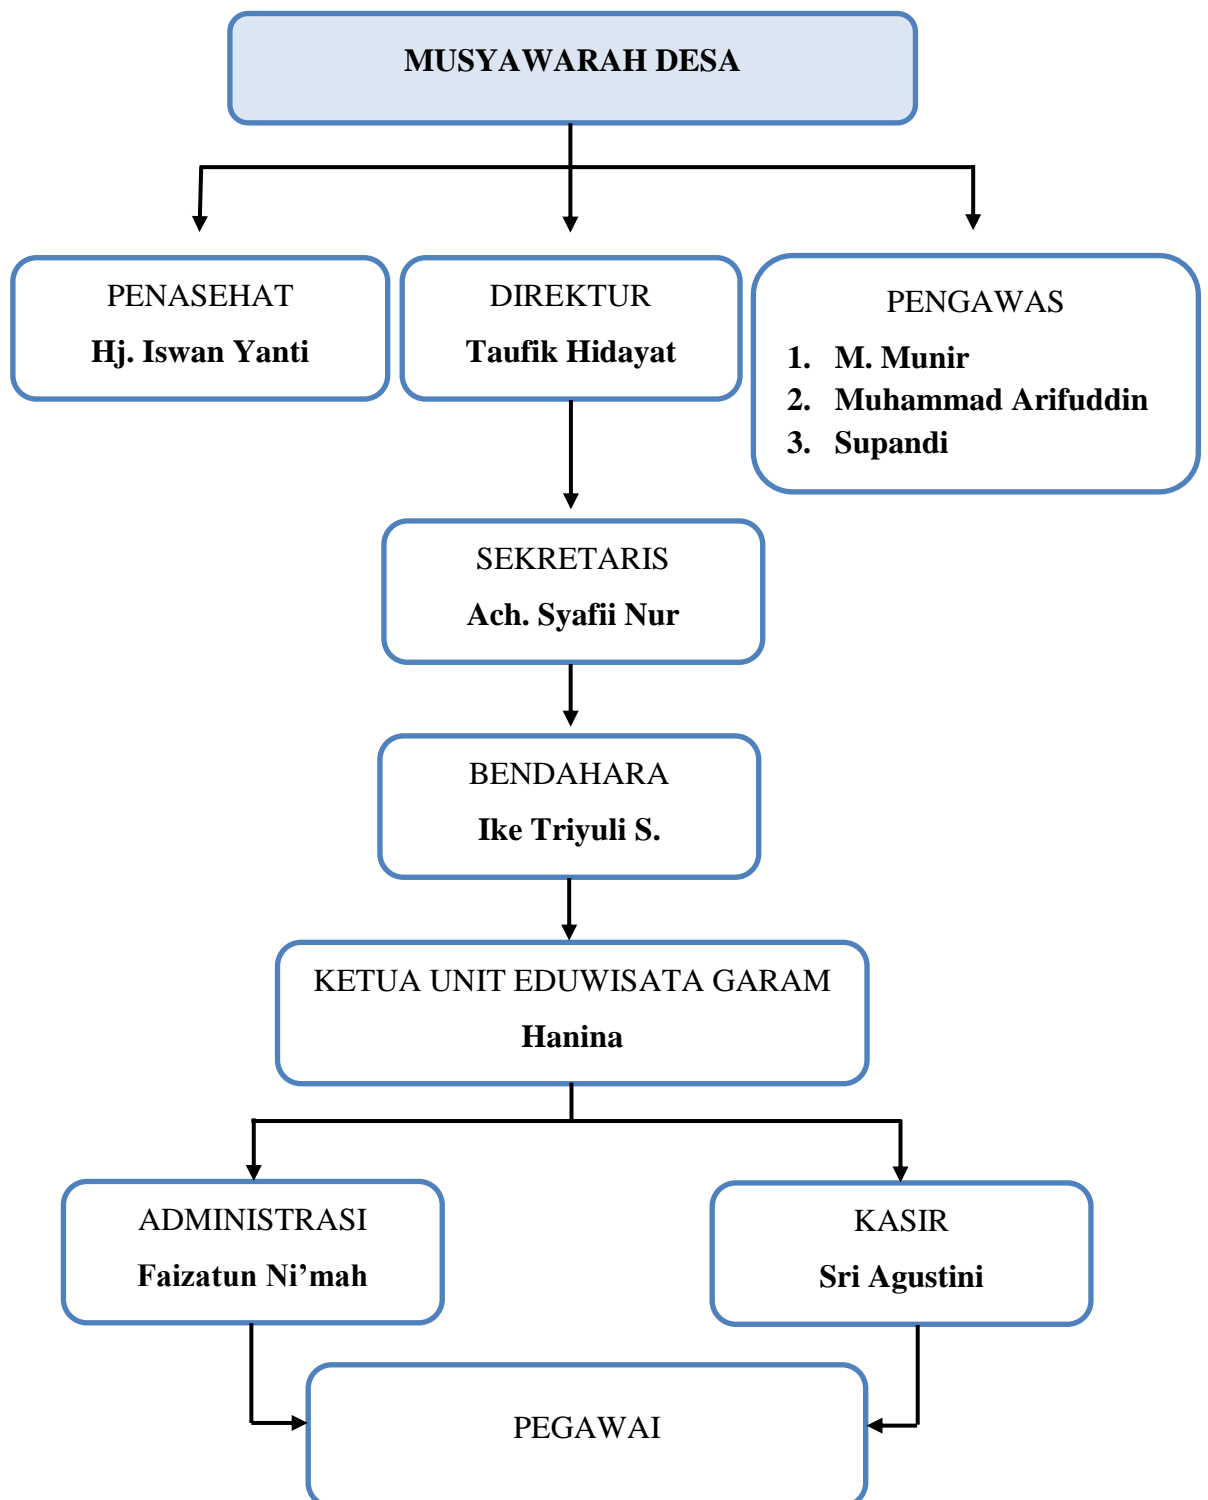 MUSYAWARAH DESA
PENASEHAT
Hj. Iswan Yanti
DIREKTUR
Taufik Hidayat
PENGAWAS
1. M. Munir
2. Muhammad Arifuddin
3. Supandi
SEKRETARIS
Ach. Syafii Nur
BENDAHARA
Ike Triyuli S.
KETUA UNIT EDUWISATA GARAM
Hanina
ADMINISTRASI
Faizatun Ni’mah
KASIR
Sri Agustini
PEGAWAI